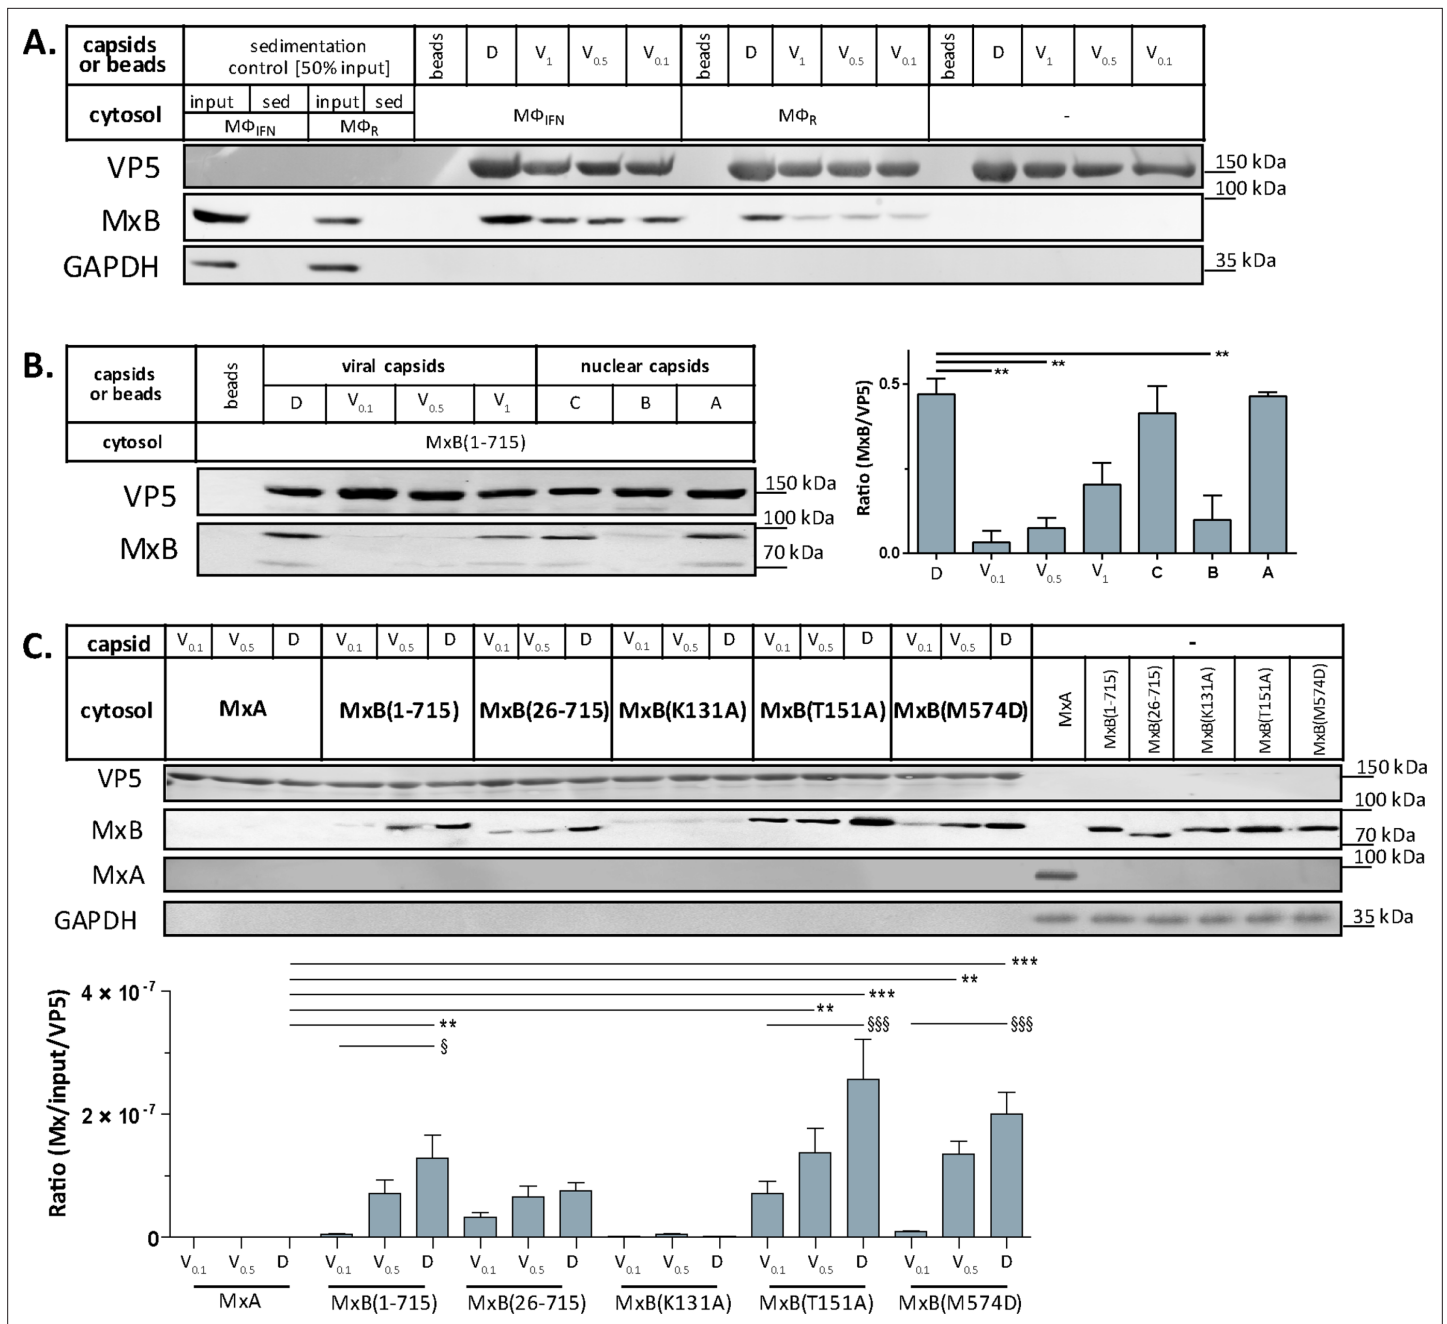 A.
capsids or beads
sedimentation control [50% input]
beads D V1 V0.5 V0.1 beads D V1 V0.5 V0.1 beads D V1 V0.5 V0.1
cytosol
input sed input sed
MΦIFN MΦR MΦIFN MΦR -
VP5 150 kDa
100 kDa
MxB
GAPDH 35 kDa
B.
capsids or beads
beads
viral capsids nuclear capsids
D V0.1 V0.5 V1 C B A
cytosol MxB(1-715)
VP5 150 kDa
100 kDa
MxB 70 kDa
Ratio (MxB/VP5)
** ** **
0.5
0.0
D V0.1 V0.5 V1 C B A
C.
capsid V0.1 V0.5 D V0.1 V0.5 D V0.1 V0.5 D V0.1 V0.5 D V0.1 V0.5 D V0.1 V0.5 D -
cytosol MxA MxB(1-715) MxB(26-715) MxB(K131A) MxB(T151A) MxB(M574D) MxA MxB(1-715) MxB(26-715) MxB(K131A) MxB(T151A) MxB(M574D)
VP5 150 kDa
100 kDa
MxB 70 kDa
100 kDa
MxA
GAPDH 35 kDa
Ratio (Mx/input/VP5)
***
**
***
**
** §§§ §§§
§
4 × 10-7
2 × 10-7
0
V0.1 V0.5 D V0.1 V0.5 D V0.1 V0.5 D V0.1 V0.5 D V0.1 V0.5 D V0.1 V0.5 D
MxA MxB(1-715) MxB(26-715) MxB(K131A) MxB(T151A) MxB(M574D)